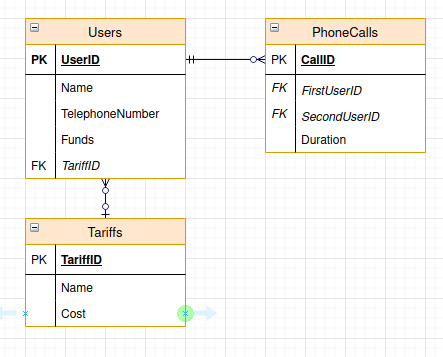 Users
PK UserID
Name
TelephoneNumber
Funds
FK TariffID
PhoneCalls
PK CallID
FK FirstUserID
FK SecondUserID
Duration
Tariffs
PK TariffID
Name
Cost